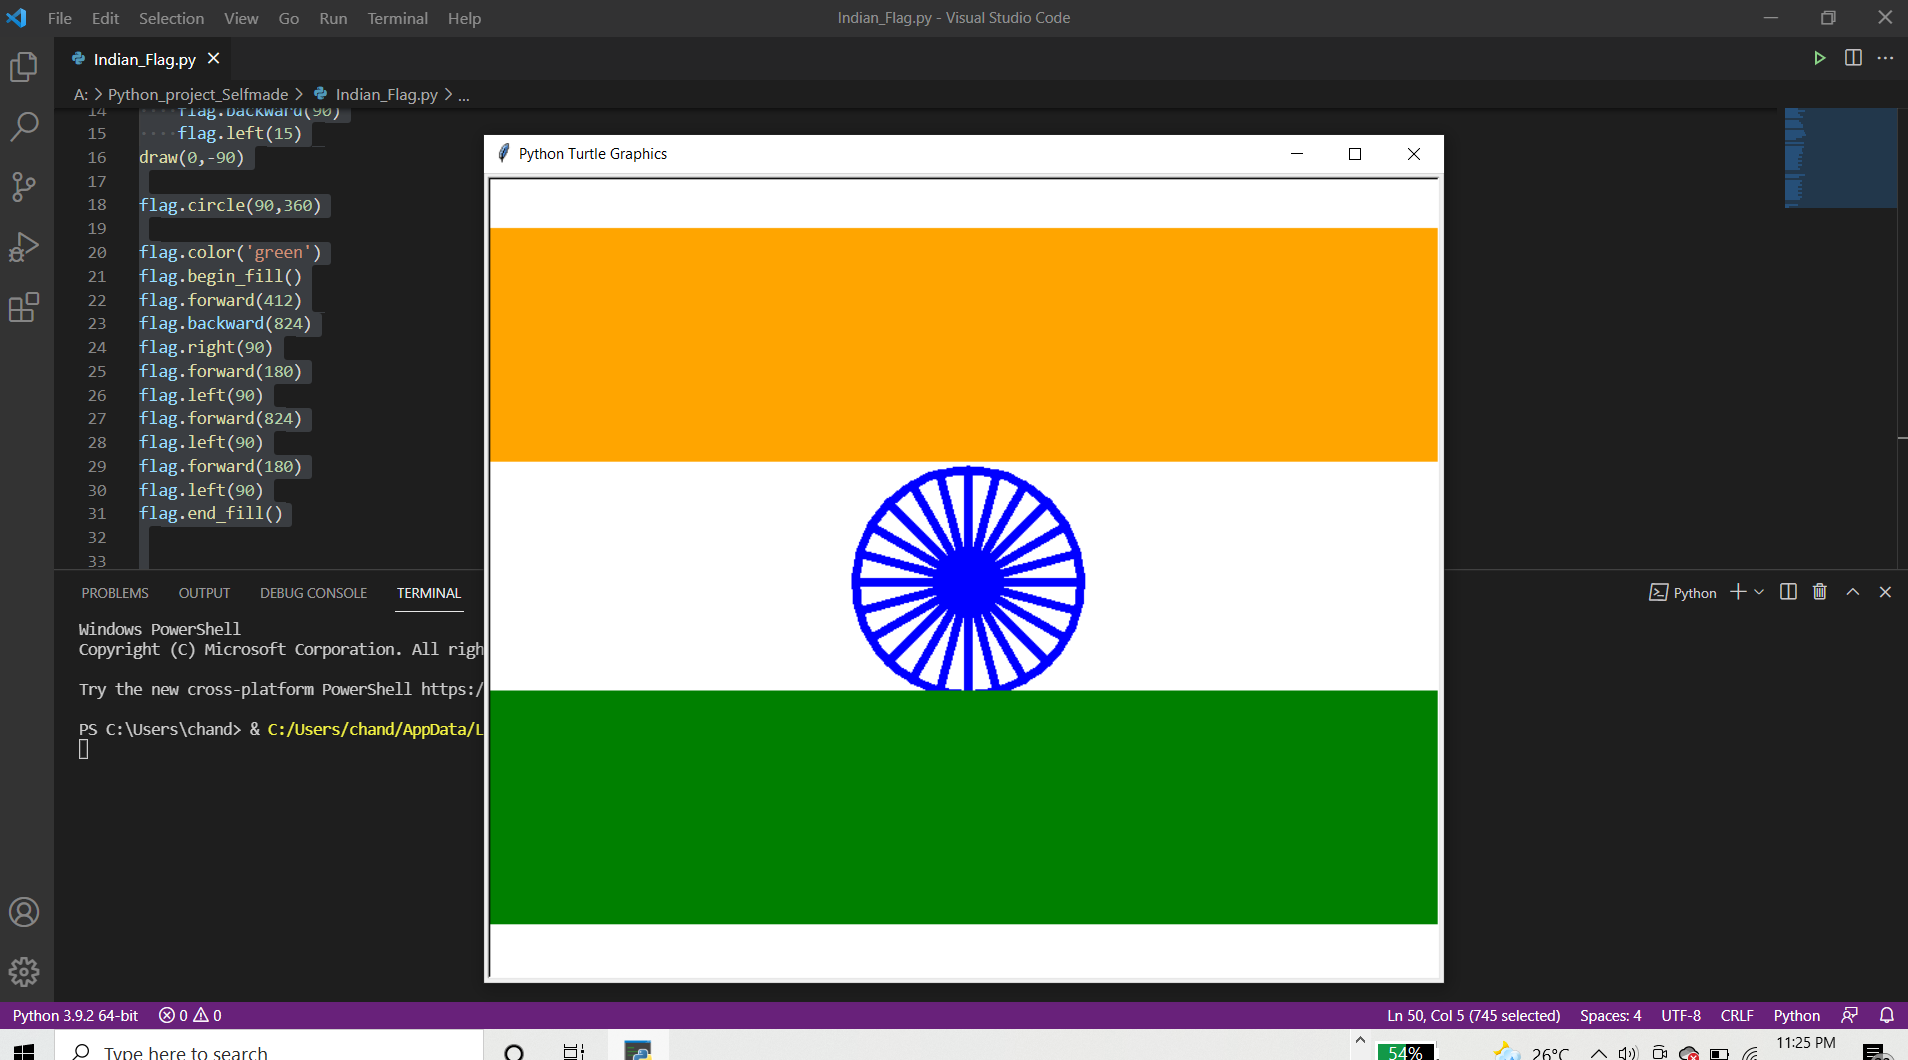 File Edit Selection View Go Run Terminal Help
Indian_Flag.py - Visual Studio Code
Indian_Flag.py
A: > Python_project_Selfmade > Indian_Flag.py > ...
14 flag.backward(90)
15 flag.left(15)
16 draw(0,-90)
17
18 flag.circle(90,360)
19
20 flag.color('green')
21 flag.begin_fill()
22 flag.forward(412)
23 flag.backward(824)
24 flag.right(90)
25 flag.forward(180)
26 flag.left(90)
27 flag.forward(824)
28 flag.left(90)
29 flag.forward(180)
30 flag.left(90)
31 flag.end_fill()
32
33
Python Turtle Graphics
PROBLEMS OUTPUT DEBUG CONSOLE TERMINAL
Python
Windows PowerShell
Copyright (C) Microsoft Corporation. All righ
Try the new cross-platform PowerShell https:/
PS C:\Users\chand> & C:/Users/chand/AppData/L
Python 3.9.2 64-bit 0 0
Ln 50, Col 5 (745 selected) Spaces: 4 UTF-8 CRLF Python
Type here to search
54% 26°C 11:25 PM